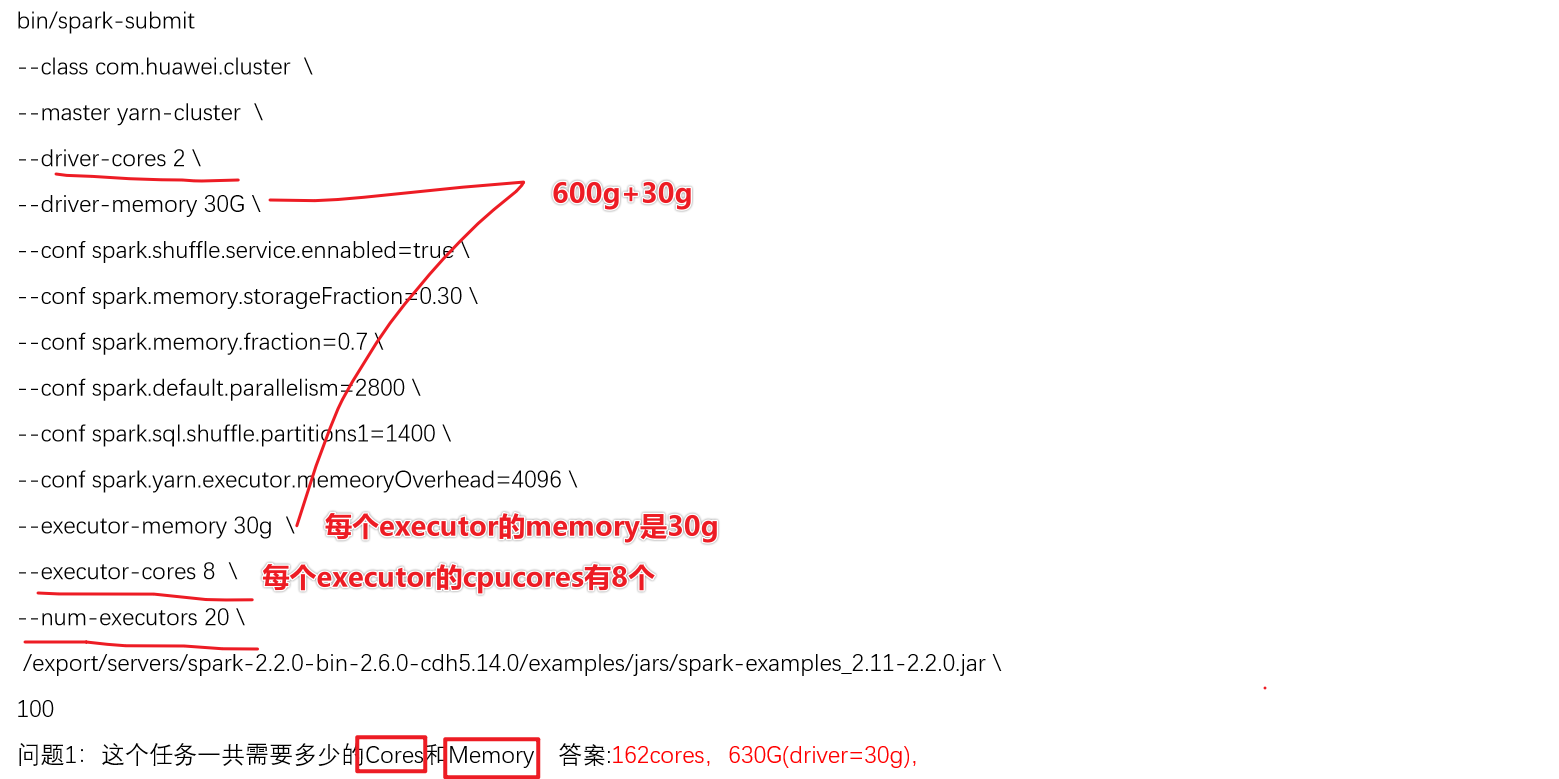 bin/spark-submit
--class com.huawei.cluster \
--master yarn-cluster \
--driver-cores 2 \
--driver-memory 30G \
600g+30g
--conf spark.shuffle.service.ennabled=true \
--conf spark.memory.storageFraction=0.30 \
--conf spark.memory.fraction=0.7 \
--conf spark.default.parallelism=2800 \
--conf spark.sql.shuffle.partitions1=1400 \
--conf spark.yarn.executor.memeoryOverhead=4096 \
--executor-memory 30g \ 每个executor的memory是30g
--executor-cores 8 \ 每个executor的cpucores有8个
--num-executors 20 \
/export/servers/spark-2.2.0-bin-2.6.0-cdh5.14.0/examples/jars/spark-examples_2.11-2.2.0.jar \
100
问题1：这个任务一共需要多少的Cores和Memory 答案:162cores，630G(driver=30g),